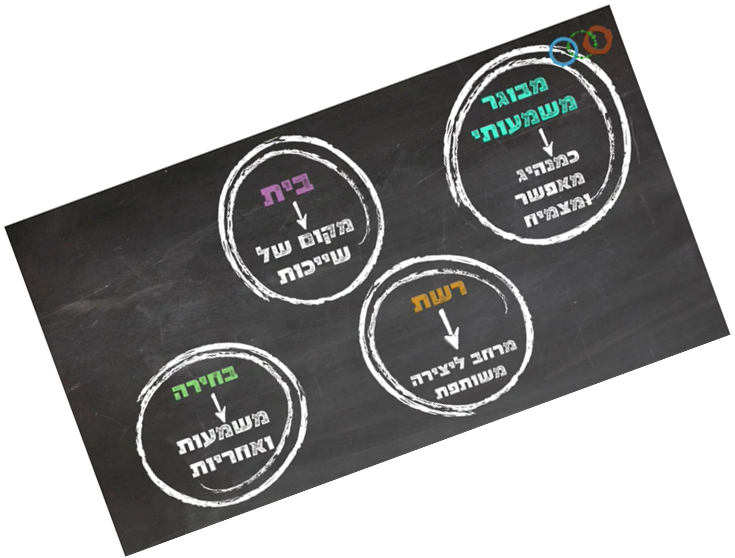 מבוגר
משמעותי
כמנהיג
מאפשר
ומצמיח
בית
מקום של
שייכות
רשת
מרחב ליצירה
משותפת
בחירה
משמעות
ואחריות